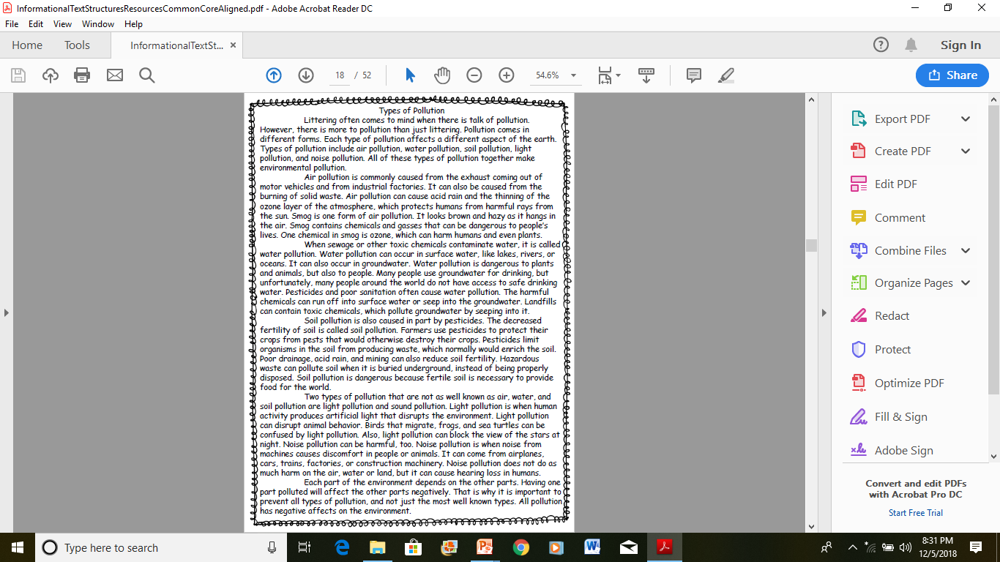 InformationalTextStructuresResourcesCommonCoreAligned.pdf - Adobe Acrobat Reader DC
File Edit View Window Help
Home Tools InformationalTextSt... × Sign In
18 / 52 54.6% Share
Types of Pollution
Littering often comes to mind when there is talk of pollution.
However, there is more to pollution than just littering. Pollution comes in
different forms. Each type of pollution affects a different aspect of the earth.
Types of pollution include air pollution, water pollution, soil pollution, light
pollution, and noise pollution. All of these types of pollution together make
environmental pollution.
Air pollution is commonly caused from the exhaust coming out of
motor vehicles and from industrial factories. It can also be caused from the
burning of solid waste. Air pollution can cause acid rain and the thinning of the
ozone layer of the atmosphere, which protects humans from harmful rays from
the sun. Smog is one form of air pollution. It looks brown and hazy as it hangs in
the air. Smog contains chemicals and gasses that can be dangerous to people's
lives. One chemical in smog is ozone, which can harm humans and even plants.
When sewage or other toxic chemicals contaminate water, it is called
water pollution. Water pollution can occur in surface water, like lakes, rivers, or
oceans. It can also occur in groundwater. Water pollution is dangerous to plants
and animals, but also to people. Many people use groundwater for drinking, but
unfortunately, many people around the world do not have access to safe drinking
water. Pesticides and poor sanitation often cause water pollution. The harmful
chemicals can run off into surface water or seep into the groundwater. Landfills
can contain toxic chemicals, which pollute groundwater by seeping into it.
Soil pollution is also caused in part by pesticides. The decreased
fertility of soil is called soil pollution. Farmers use pesticides to protect their
crops from pests that would otherwise destroy their crops. Pesticides limit
organisms in the soil from producing waste, which normally would enrich the soil.
Poor drainage, acid rain, and mining can also reduce soil fertility. Hazardous
waste can pollute soil when it is buried underground, instead of being properly
disposed. Soil pollution is dangerous because fertile soil is necessary to provide
food for the world.
Two types of pollution that are not as well known as air, water, and
soil pollution are light pollution and sound pollution. Light pollution is when human
activity produces artificial light that disrupts the environment. Light pollution
can disrupt animal behavior. Birds that migrate, frogs, and sea turtles can be
confused by light pollution. Also, light pollution can block the view of the stars at
night. Noise pollution can be harmful, too. Noise pollution is when noise from
machines causes discomfort in people or animals. It can come from airplanes,
cars, trains, factories, or construction machinery. Noise pollution does not do as
much harm on the air, water or land, but it can cause hearing loss in humans.
Each part of the environment depends on the other parts. Having one
part polluted will affect the other parts negatively. That is why it is important to
prevent all types of pollution, and not just the most well known types. All pollution
has negative affects on the environment.
Export PDF
Create PDF
Edit PDF
Comment
Combine Files
Organize Pages
Redact
Protect
Optimize PDF
Fill & Sign
Adobe Sign
Convert and edit PDFs
with Acrobat Pro DC
Start Free Trial
Type here to search
8:31 PM
12/5/2018